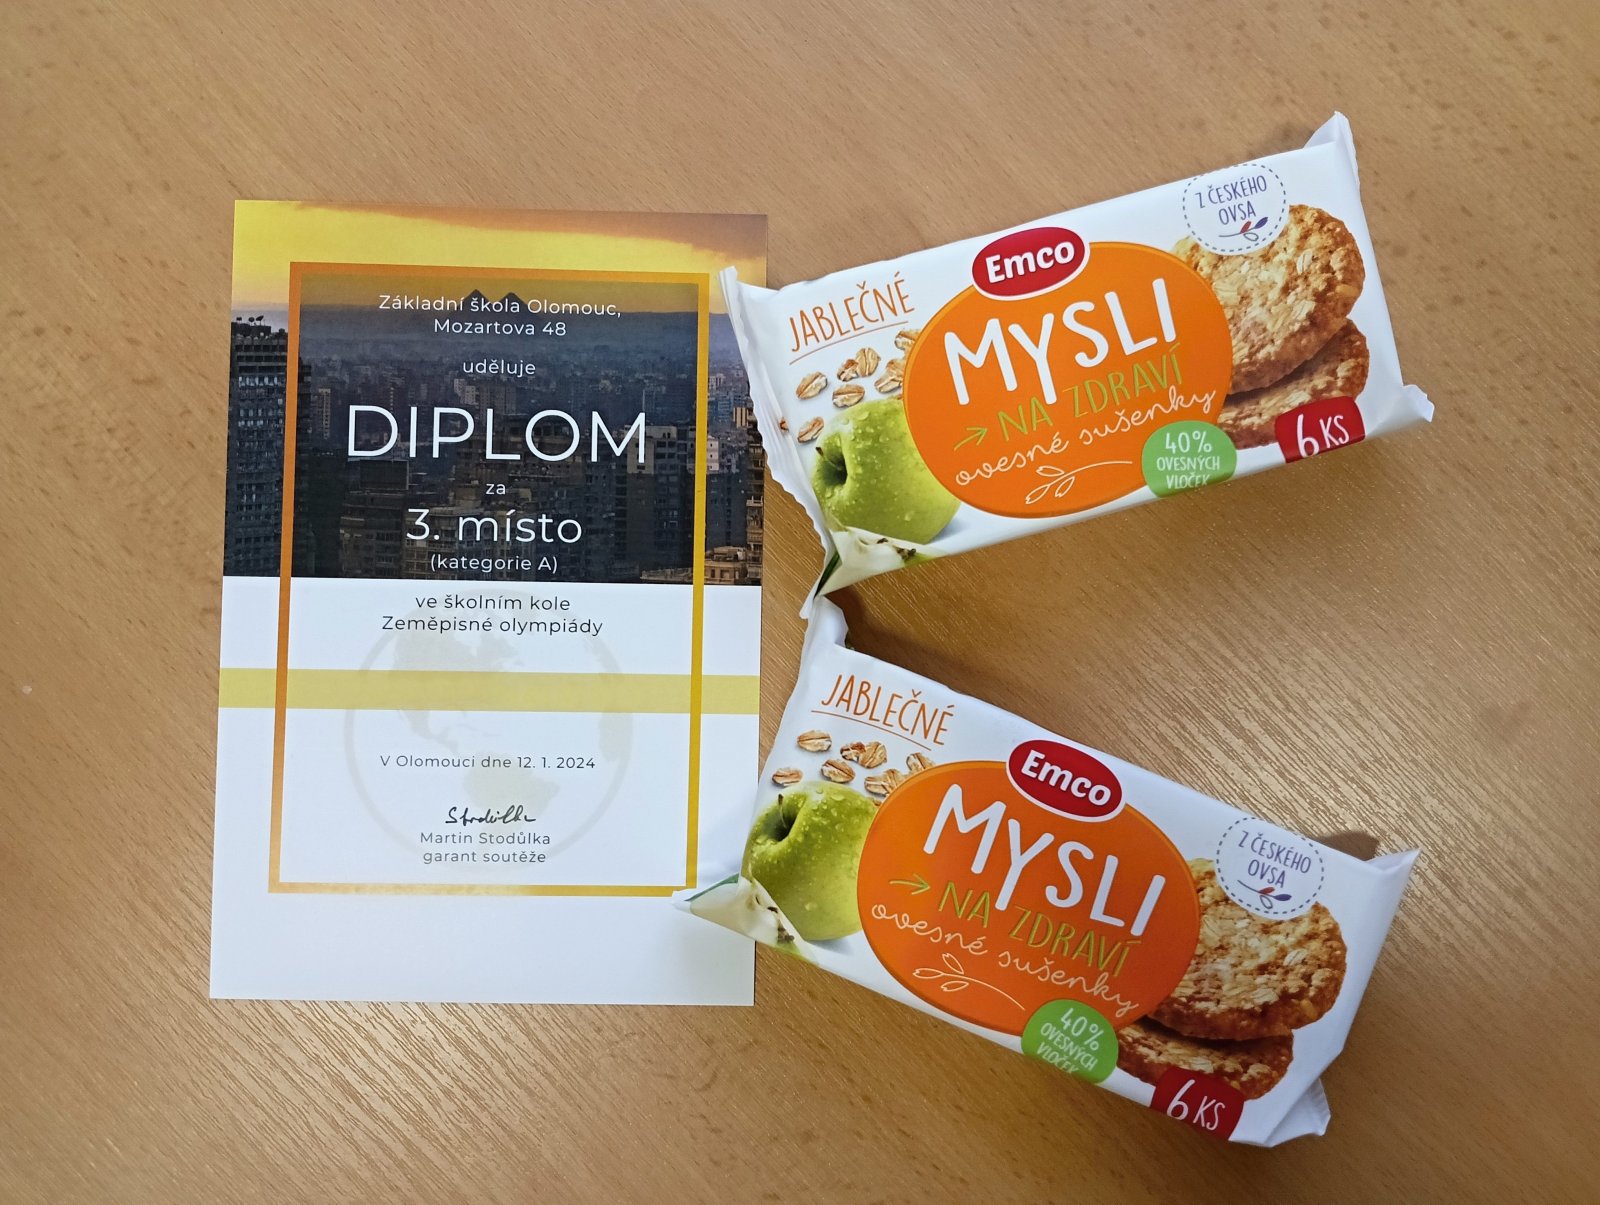 Základní škola Olomouc,
Mozartova 48
uděluje
DIPLOM
za
3. místo
(kategorie A)
ve školním kole
Zeměpisné olympiády
V Olomouci dne 12. 1. 2024
Stodůlka
Martin Stodůlka
garant soutěže
JABLEČNÉ
Emco
Z ČESKÉHO
OVSA
MYSLI
NA ZDRAVÍ
ovesné sušenky
40%
OVESNÝCH
VLOČEK
6 KS
JABLEČNÉ
Emco
Z ČESKÉHO
OVSA
MYSLI
NA ZDRAVÍ
ovesné sušenky
40%
OVESNÝCH
VLOČEK
6 KS